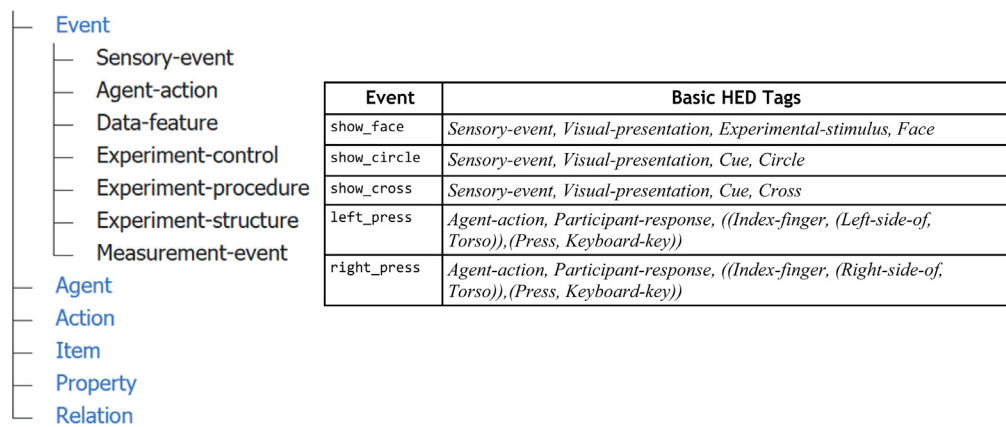 Event
Sensory-event
Agent-action
Data-feature
Experiment-control
Experiment-procedure
Experiment-structure
Measurement-event
Agent
Action
Item
Property
Relation
Event Basic HED Tags
show_face Sensory-event, Visual-presentation, Experimental-stimulus, Face
show_circle Sensory-event, Visual-presentation, Cue, Circle
show_cross Sensory-event, Visual-presentation, Cue, Cross
left_press Agent-action, Participant-response, ((Index-finger, (Left-side-of,
Torso)),(Press, Keyboard-key))
right_press Agent-action, Participant-response, ((Index-finger, (Right-side-of,
Torso)),(Press, Keyboard-key))